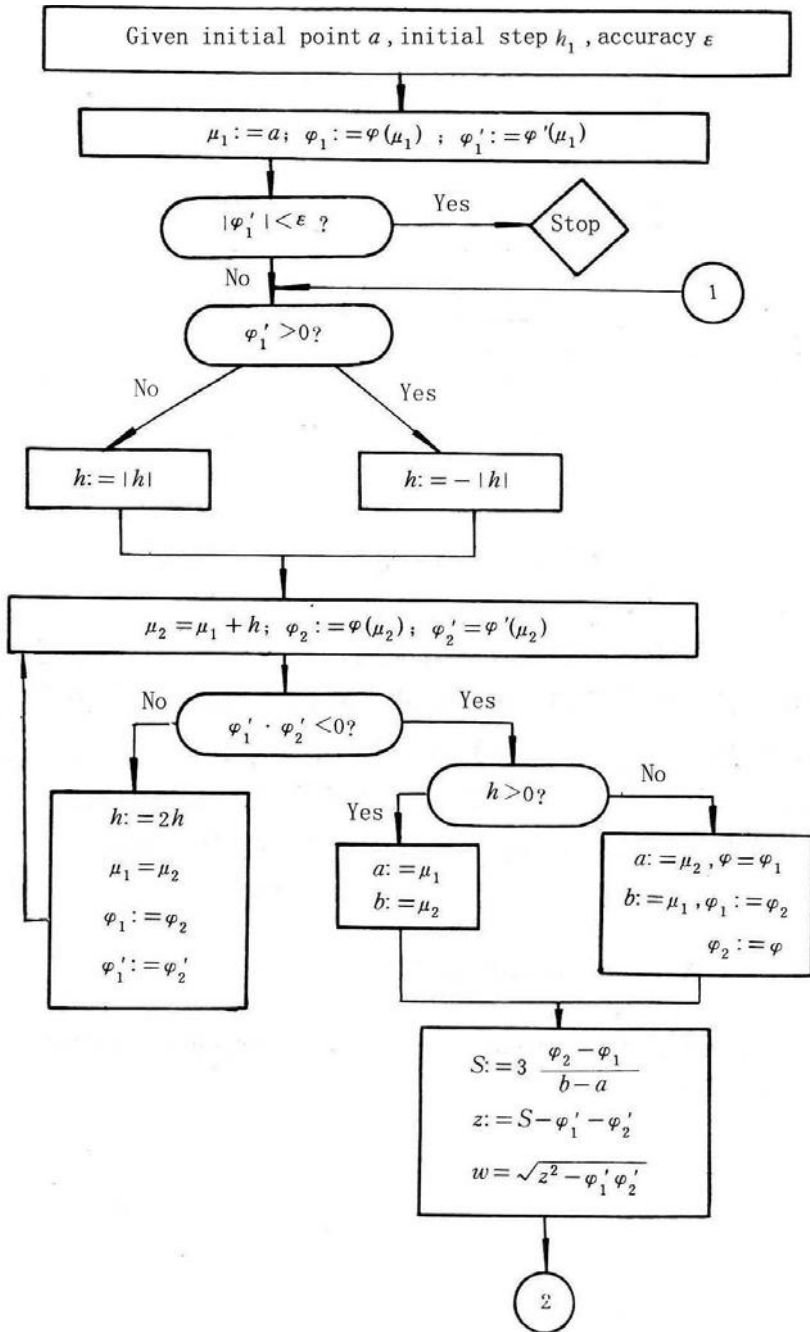 Given initial point a, initial step h₁, accuracy ε
μ₁:=a; φ₁:=φ(μ₁) ; φ₁':=φ'(μ₁)
|φ₁'|<ε ?
Yes
Stop
No
1
φ₁'>0?
No
Yes
h:=|h|
h:=-|h|
μ₂=μ₁+h; φ₂:=φ(μ₂); φ₂'=φ'(μ₂)
No
φ₁'·φ₂'<0?
Yes
h>0?
Yes
No
h:=2h
μ₁=μ₂
φ₁:=φ₂
φ₁':=φ₂'
a:=μ₁
b:=μ₂
a:=μ₂, φ=φ₁
b:=μ₁, φ₁:=φ₂
φ₂:=φ
S:=3 (φ₂-φ₁)/(b-a)
z:=S-φ₁'-φ₂'
w=√(z²-φ₁'φ₂')
2